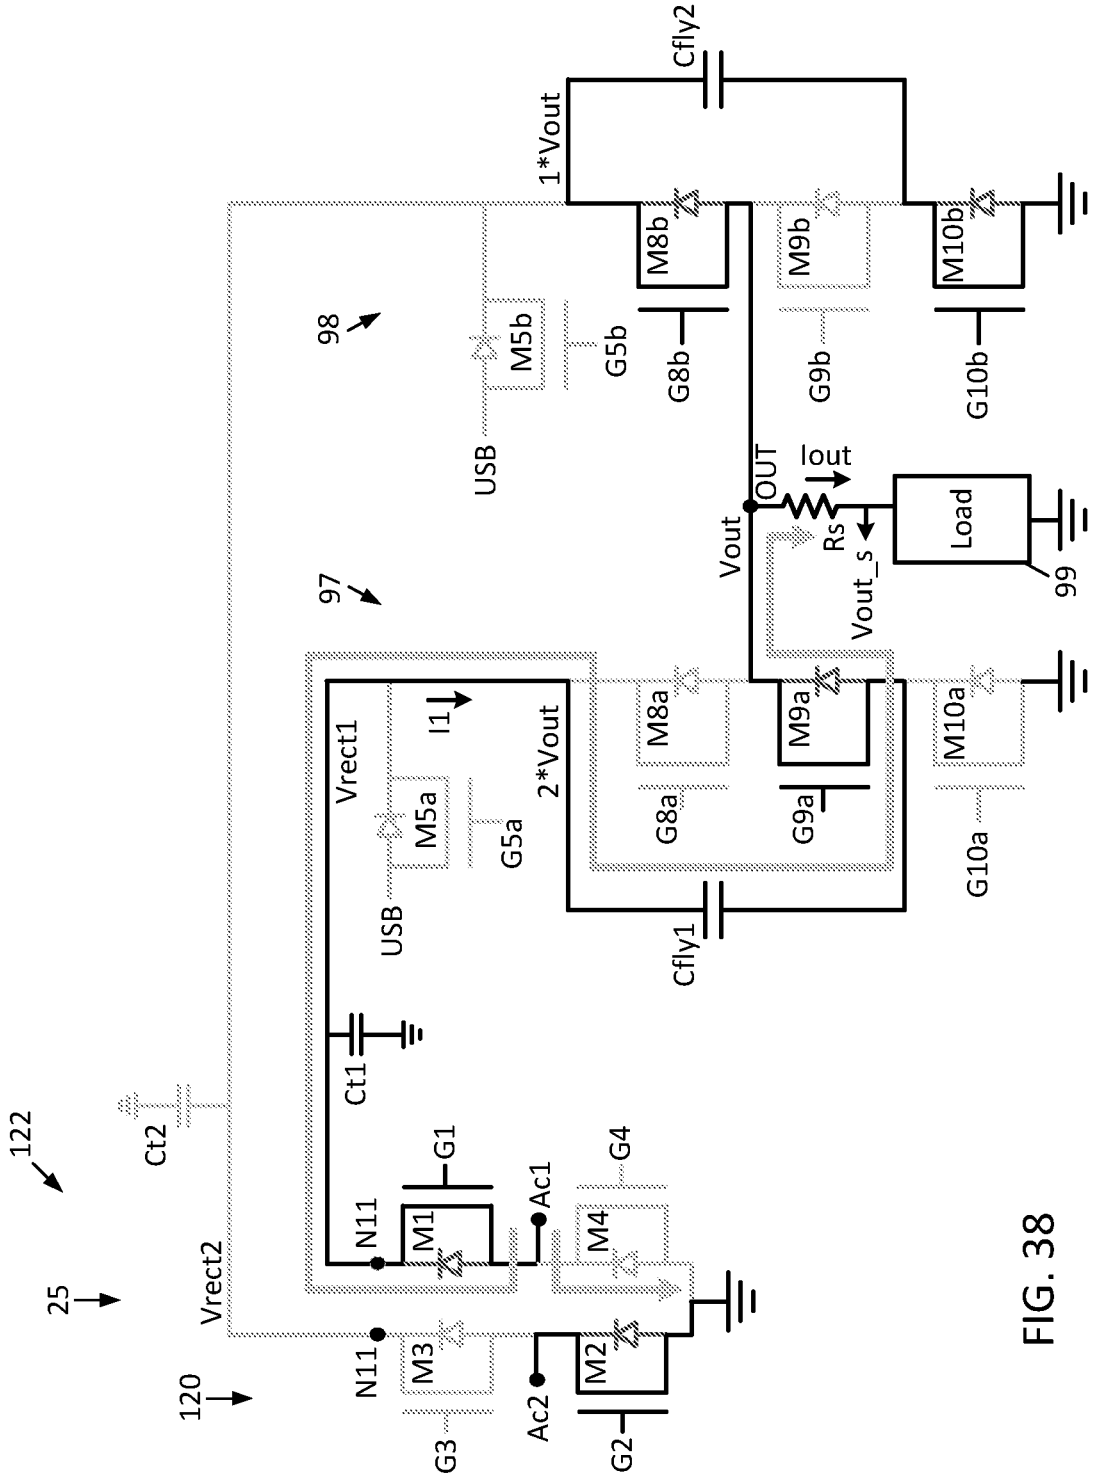 122
25
120
Ct2
Vrect2
98
97
Vrect1
I1
USB
M5a
G5a
USB
M5b
G5b
1*Vout
Cfly2
2*Vout
Cfly1
Ct1
N11
N11
M1
G1
M3
G3
Ac1
Ac2
M4
G4
M2
G2
M8a
G8a
M9a
G9a
M10a
G10a
Vout
OUT
Rs
Iout
Vout_s
Load
99
M8b
G8b
M9b
G9b
M10b
G10b
FIG. 38